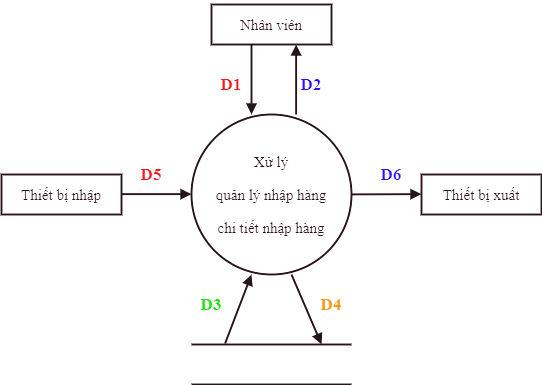 Nhân viên
D1
D2
Xử lý
D5
D6
Thiết bị nhập
quản lý nhập hàng
Thiết bị xuất
chi tiết nhập hàng
D3
D4